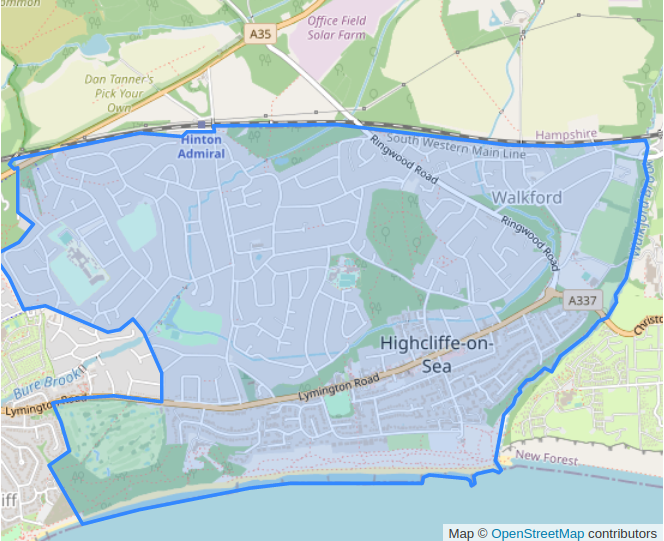 ommon
Office Field
Solar Farm
A35
Dan Tanner's
Pick Your
Own
Hinton
Admiral
Hampshire
South Western Main Line
Ringwood Road
Walkford
Ringwood
Road
A337
Highcliffe-on-
Sea
Bure Brook
Lymington Road
Lymington Road
New Forest
iff
Map © OpenStreetMap contributors